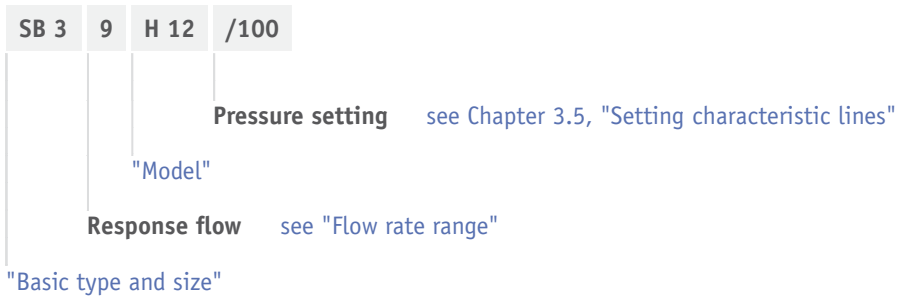 SB 3 9 H 12 /100
Pressure setting see Chapter 3.5, "Setting characteristic lines"
"Model"
Response flow see "Flow rate range"
"Basic type and size"